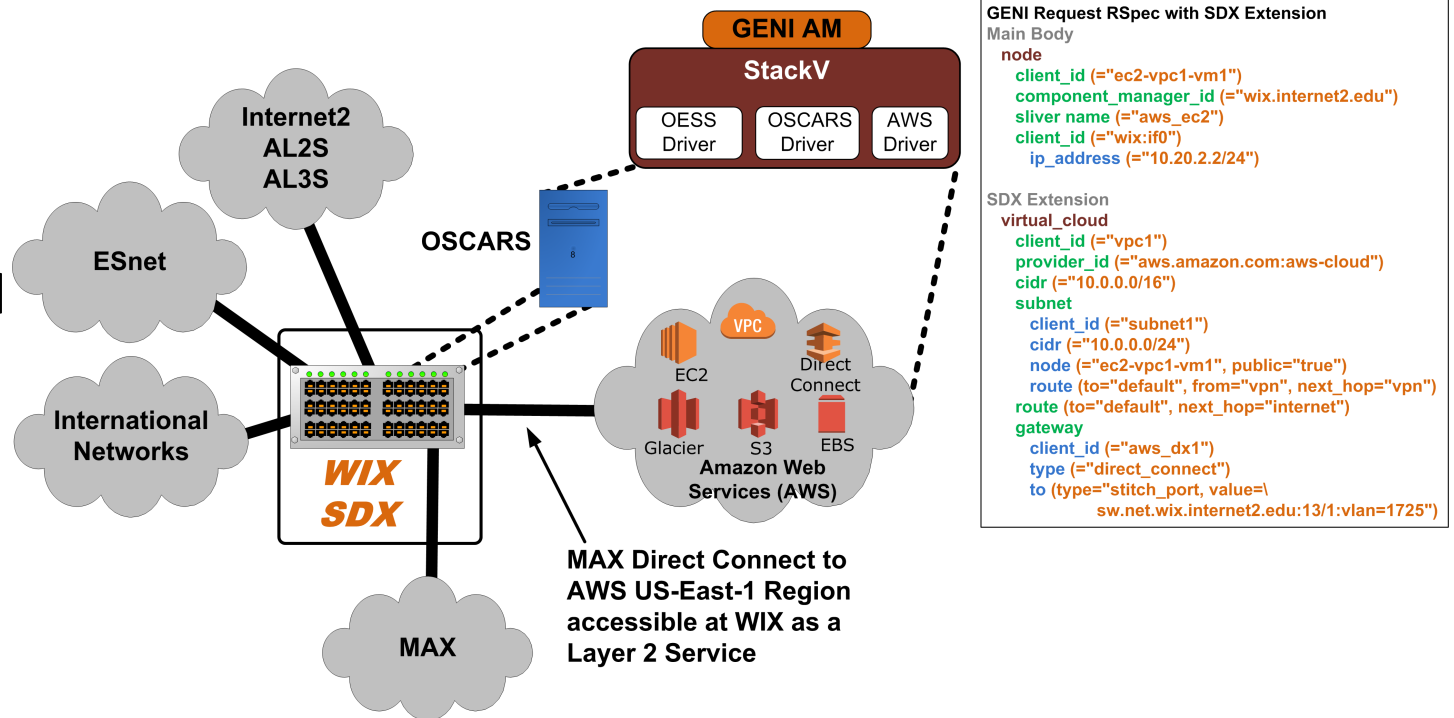 GENI AM
StackV
OESS
Driver
OSCARS
Driver
AWS
Driver
Internet2
AL2S
AL3S
ESnet
International
Networks
OSCARS
8
WIX
SDX
MAX
VPC
EC2
Direct
Connect
Glacier
S3
EBS
Amazon Web
Services (AWS)
MAX Direct Connect to
AWS US-East-1 Region
accessible at WIX as a
Layer 2 Service
GENI Request RSpec with SDX Extension
Main Body
node
client_id (="ec2-vpc1-vm1")
component_manager_id (="wix.internet2.edu")
sliver name (="aws_ec2")
client_id (="wix:if0")
ip_address (="10.20.2.2/24")
SDX Extension
virtual_cloud
client_id (="vpc1")
provider_id (="aws.amazon.com:aws-cloud")
cidr (="10.0.0.0/16")
subnet
client_id (="subnet1")
cidr (="10.0.0.0/24")
node (="ec2-vpc1-vm1", public="true")
route (to="default", from="vpn", next_hop="vpn")
route (to="default", next_hop="internet")
gateway
client_id (="aws_dx1")
type (="direct_connect")
to (type="stitch_port, value=\
sw.net.wix.internet2.edu:13/1:vlan=1725")